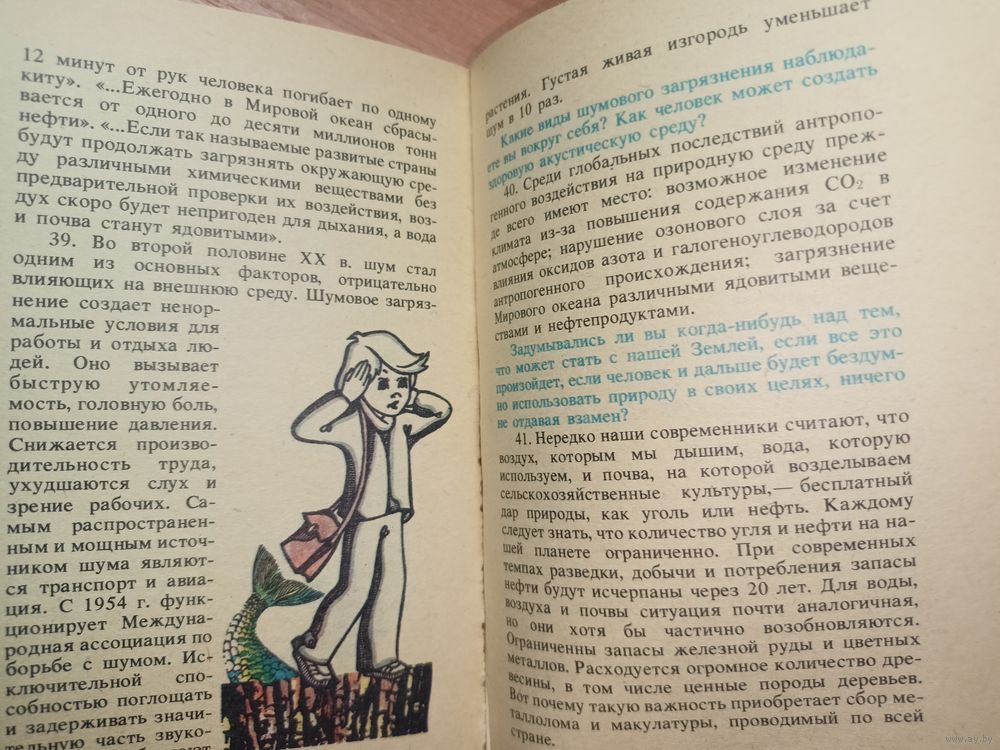 12 минут от рук человека погибает по одному
киту». «...Ежегодно в Мировой океан сбрасы-
вается от одного до десяти миллионов тонн
нефти». «...Если так называемые развитые страны
будут продолжать загрязнять окружающую сре-
ду различными химическими веществами без
предварительной проверки их воздействия, воз-
дух скоро будет непригоден для дыхания, а вода
и почва станут ядовитыми».
39. Во второй половине XX в. шум стал
одним из основных факторов, отрицательно
влияющих на внешнюю среду. Шумовое загряз-
нение создает ненор-
мальные условия для
работы и отдыха лю-
дей. Оно вызывает
быструю утомляе-
мость, головную боль,
повышение давления.
Снижается произво-
дительность труда,
ухудшаются слух и
зрение рабочих. Са-
мым распространен-
ным и мощным источ-
ником шума являют-
ся транспорт и авиа-
ция. С 1954 г. функ-
ционирует Междуна-
родная ассоциация по
борьбе с шумом. Ис-
ключительной спо-
собностью поглощать
и задерживать значи-
тельную часть звуко-
растения. Густая живая изгородь уменьшает
шум в 10 раз.
Какие виды шумового загрязнения наблюда-
ете вы вокруг себя? Как человек может создать
здоровую акустическую среду?
40. Среди глобальных последствий антропо-
генного воздействия на природную среду преж-
де всего имеют место: возможное изменение
климата из-за повышения содержания CO₂ в
атмосфере; нарушение озонового слоя за счет
влияния оксидов азота и галогеноуглеводородов
антропогенного происхождения; загрязнение
Мирового океана различными ядовитыми веще-
ствами и нефтепродуктами.
Задумывались ли вы когда-нибудь над тем,
что может стать с нашей Землей, если все это
произойдет, если человек и дальше будет бездум-
но использовать природу в своих целях, ничего
не отдавая взамен?
41. Нередко наши современники считают, что
воздух, которым мы дышим, вода, которую
используем, и почва, на которой возделываем
сельскохозяйственные культуры,— бесплатный
дар природы, как уголь или нефть. Каждому
следует знать, что количество угля и нефти на на-
шей планете ограниченно. При современных
темпах разведки, добычи и потребления запасы
нефти будут исчерпаны через 20 лет. Для воды,
воздуха и почвы ситуация почти аналогичная,
но они хотя бы частично возобновляются.
Ограниченны запасы железной руды и цветных
металлов. Расходуется огромное количество дре-
весины, в том числе ценные породы деревьев.
Вот почему такую важность приобретает сбор ме-
таллолома и макулатуры, проводимый по всей
стране.
www.ay.by